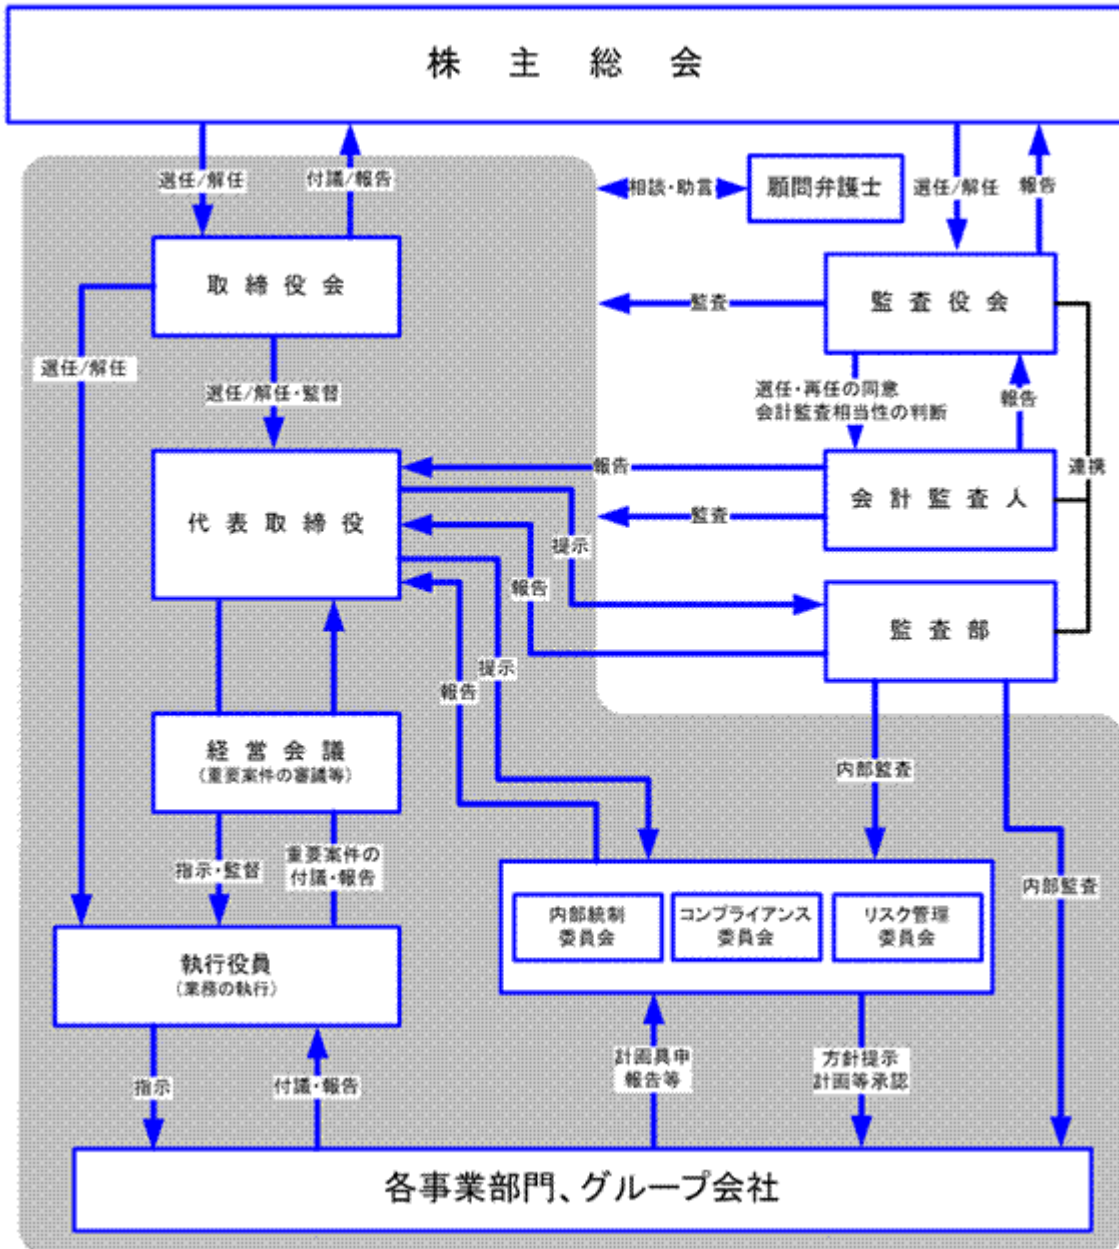 株主総会
選任/解任
付議/報告
相談・助言
顧問弁護士
選任/解任
報告
取締役会
監査
監査役会
選任/解任
選任/解任・監督
選任・再任の同意
会計監査相当性の判断
報告
連携
報告
代表取締役
監査
会計監査人
提示
報告
監査部
提示
報告
経営会議
(重要案件の審議等)
内部監査
指示・監督
重要案件の
付議・報告
内部監査
内部統制
委員会
コンプライアンス
委員会
リスク管理
委員会
執行役員
(業務の執行)
指示
付議・報告
計画具申
報告等
方針提示
計画等承認
各事業部門、グループ会社